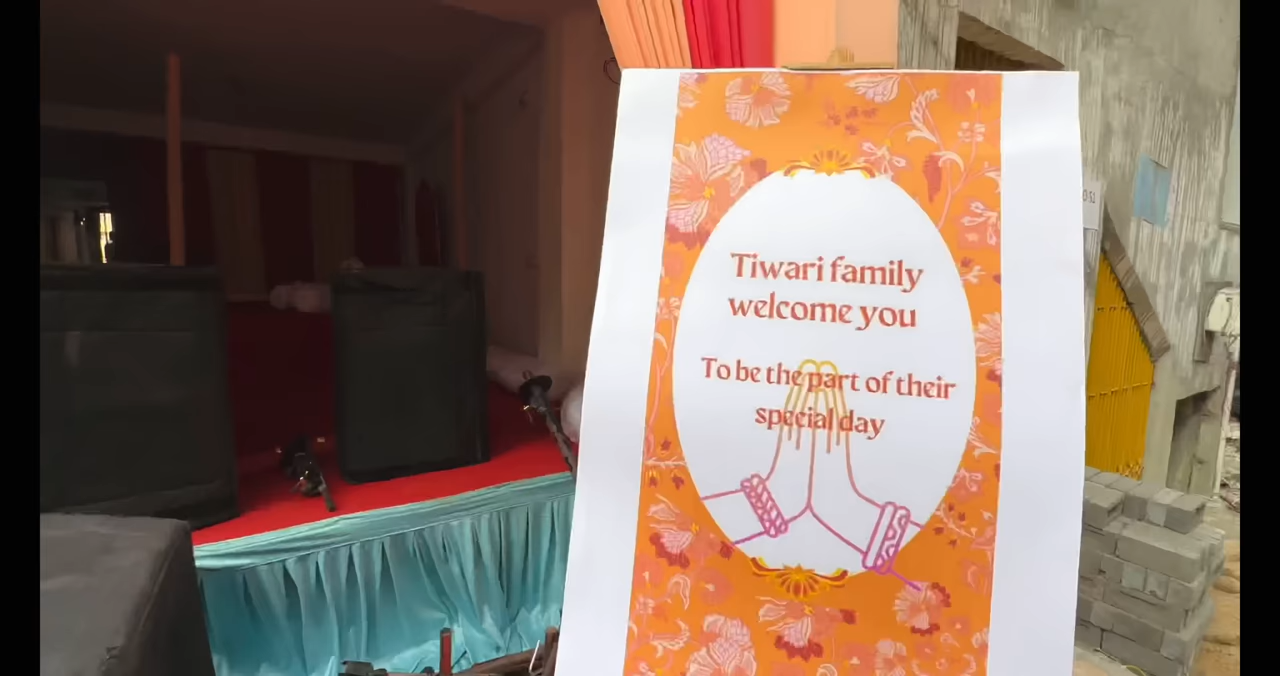 Tiwari family
welcome you
To be the part of their
special day